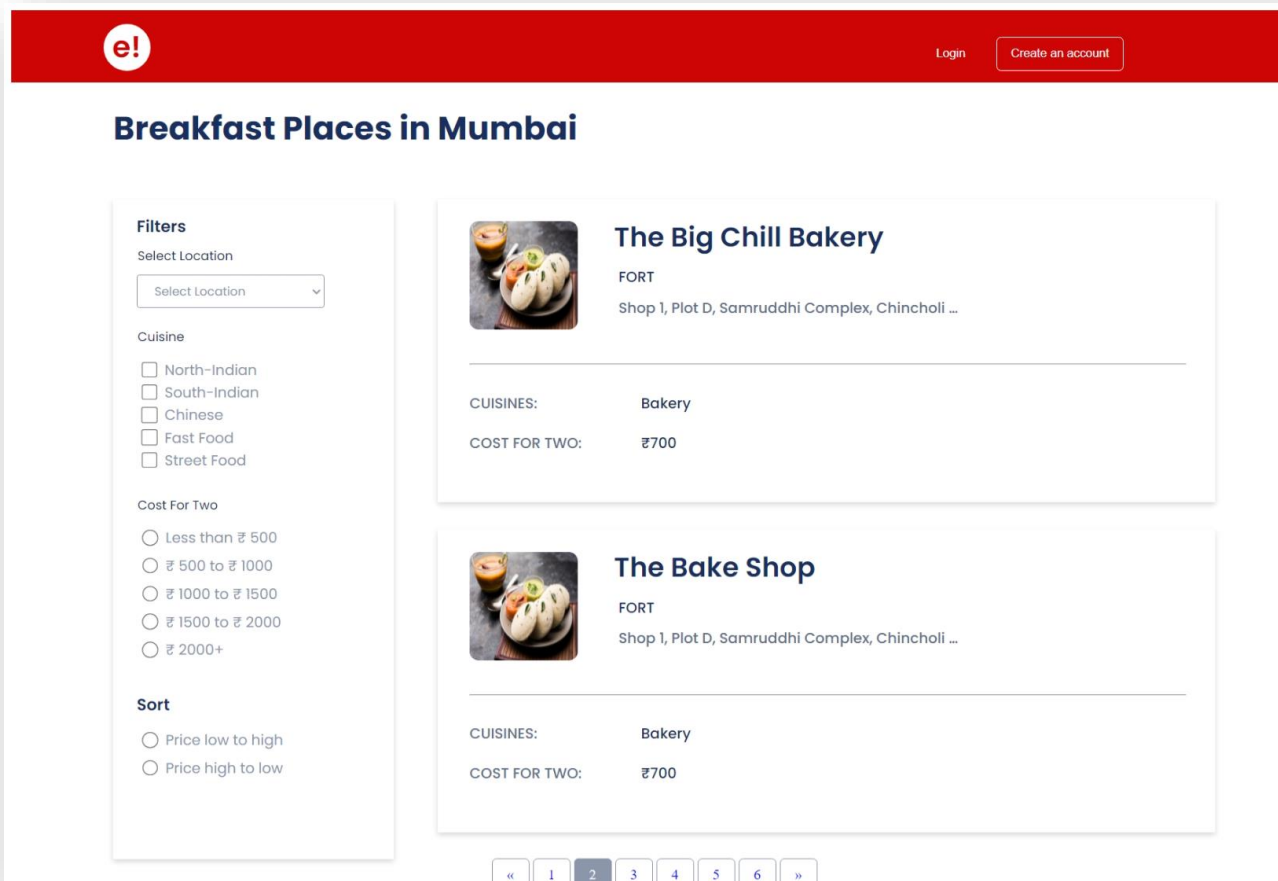 e!
Login
Create an account
Breakfast Places in Mumbai
Filters
Select Location
Select Location
Cuisine
North-Indian
South-Indian
Chinese
Fast Food
Street Food
Cost For Two
Less than ₹ 500
₹ 500 to ₹ 1000
₹ 1000 to ₹ 1500
₹ 1500 to ₹ 2000
₹ 2000+
Sort
Price low to high
Price high to low
The Big Chill Bakery
FORT
Shop 1, Plot D, Samruddhi Complex, Chincholi ...
CUISINES: Bakery
COST FOR TWO: ₹700
The Bake Shop
FORT
Shop 1, Plot D, Samruddhi Complex, Chincholi ...
CUISINES: Bakery
COST FOR TWO: ₹700
« 1 2 3 4 5 6 »